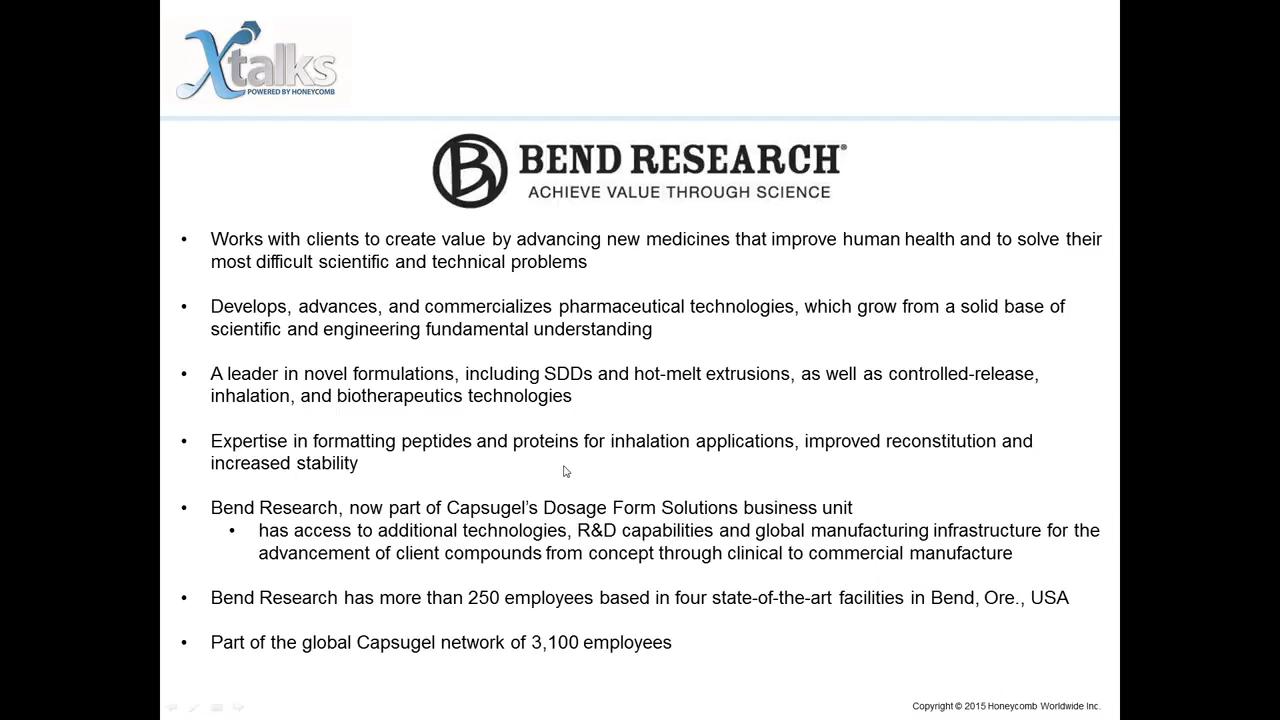 Xtalks
POWERED BY HONEYCOMB
B BEND RESEARCH®
ACHIEVE VALUE THROUGH SCIENCE
• Works with clients to create value by advancing new medicines that improve human health and to solve their
most difficult scientific and technical problems
• Develops, advances, and commercializes pharmaceutical technologies, which grow from a solid base of
scientific and engineering fundamental understanding
• A leader in novel formulations, including SDDs and hot-melt extrusions, as well as controlled-release,
inhalation, and biotherapeutics technologies
• Expertise in formatting peptides and proteins for inhalation applications, improved reconstitution and
increased stability
• Bend Research, now part of Capsugel’s Dosage Form Solutions business unit
• has access to additional technologies, R&D capabilities and global manufacturing infrastructure for the
advancement of client compounds from concept through clinical to commercial manufacture
• Bend Research has more than 250 employees based in four state-of-the-art facilities in Bend, Ore., USA
• Part of the global Capsugel network of 3,100 employees
Copyright © 2015 Honeycomb Worldwide Inc.